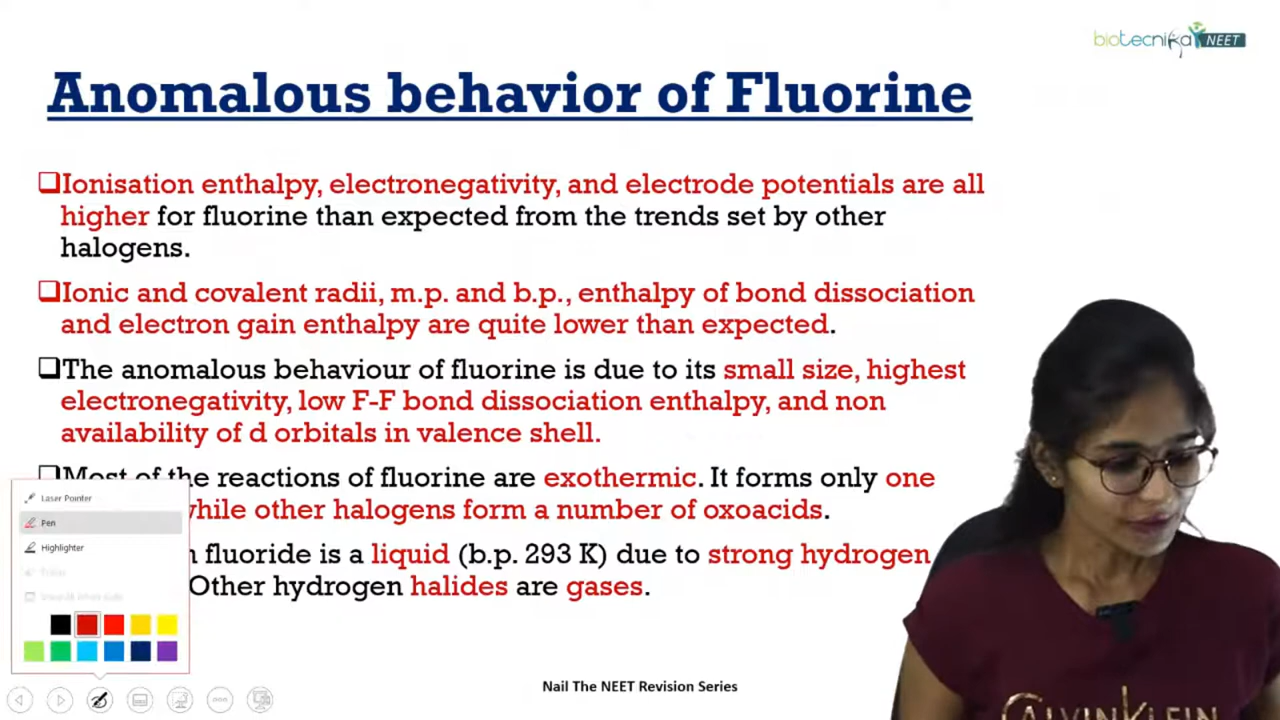 biotecnika NEET
Anomalous behavior of Fluorine
❑Ionisation enthalpy, electronegativity, and electrode potentials are all
higher for fluorine than expected from the trends set by other
halogens.
❑Ionic and covalent radii, m.p. and b.p., enthalpy of bond dissociation
and electron gain enthalpy are quite lower than expected.
❑The anomalous behaviour of fluorine is due to its small size, highest
electronegativity, low F-F bond dissociation enthalpy, and non
availability of d orbitals in valence shell.
❑Most of the reactions of fluorine are exothermic. It forms only one
while other halogens form a number of oxoacids.
fluoride is a liquid (b.p. 293 K) due to strong hydrogen
Other hydrogen halides are gases.
Laser Pointer
Pen
Highlighter
Nail The NEET Revision Series
CALVINKLEIN